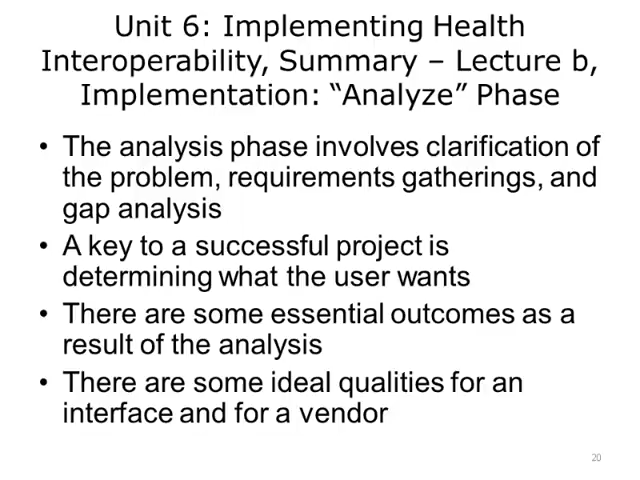 Unit 6: Implementing Health
Interoperability, Summary – Lecture b,
Implementation: “Analyze” Phase
• The analysis phase involves clarification of
the problem, requirements gatherings, and
gap analysis
• A key to a successful project is
determining what the user wants
• There are some essential outcomes as a
result of the analysis
• There are some ideal qualities for an
interface and for a vendor
20